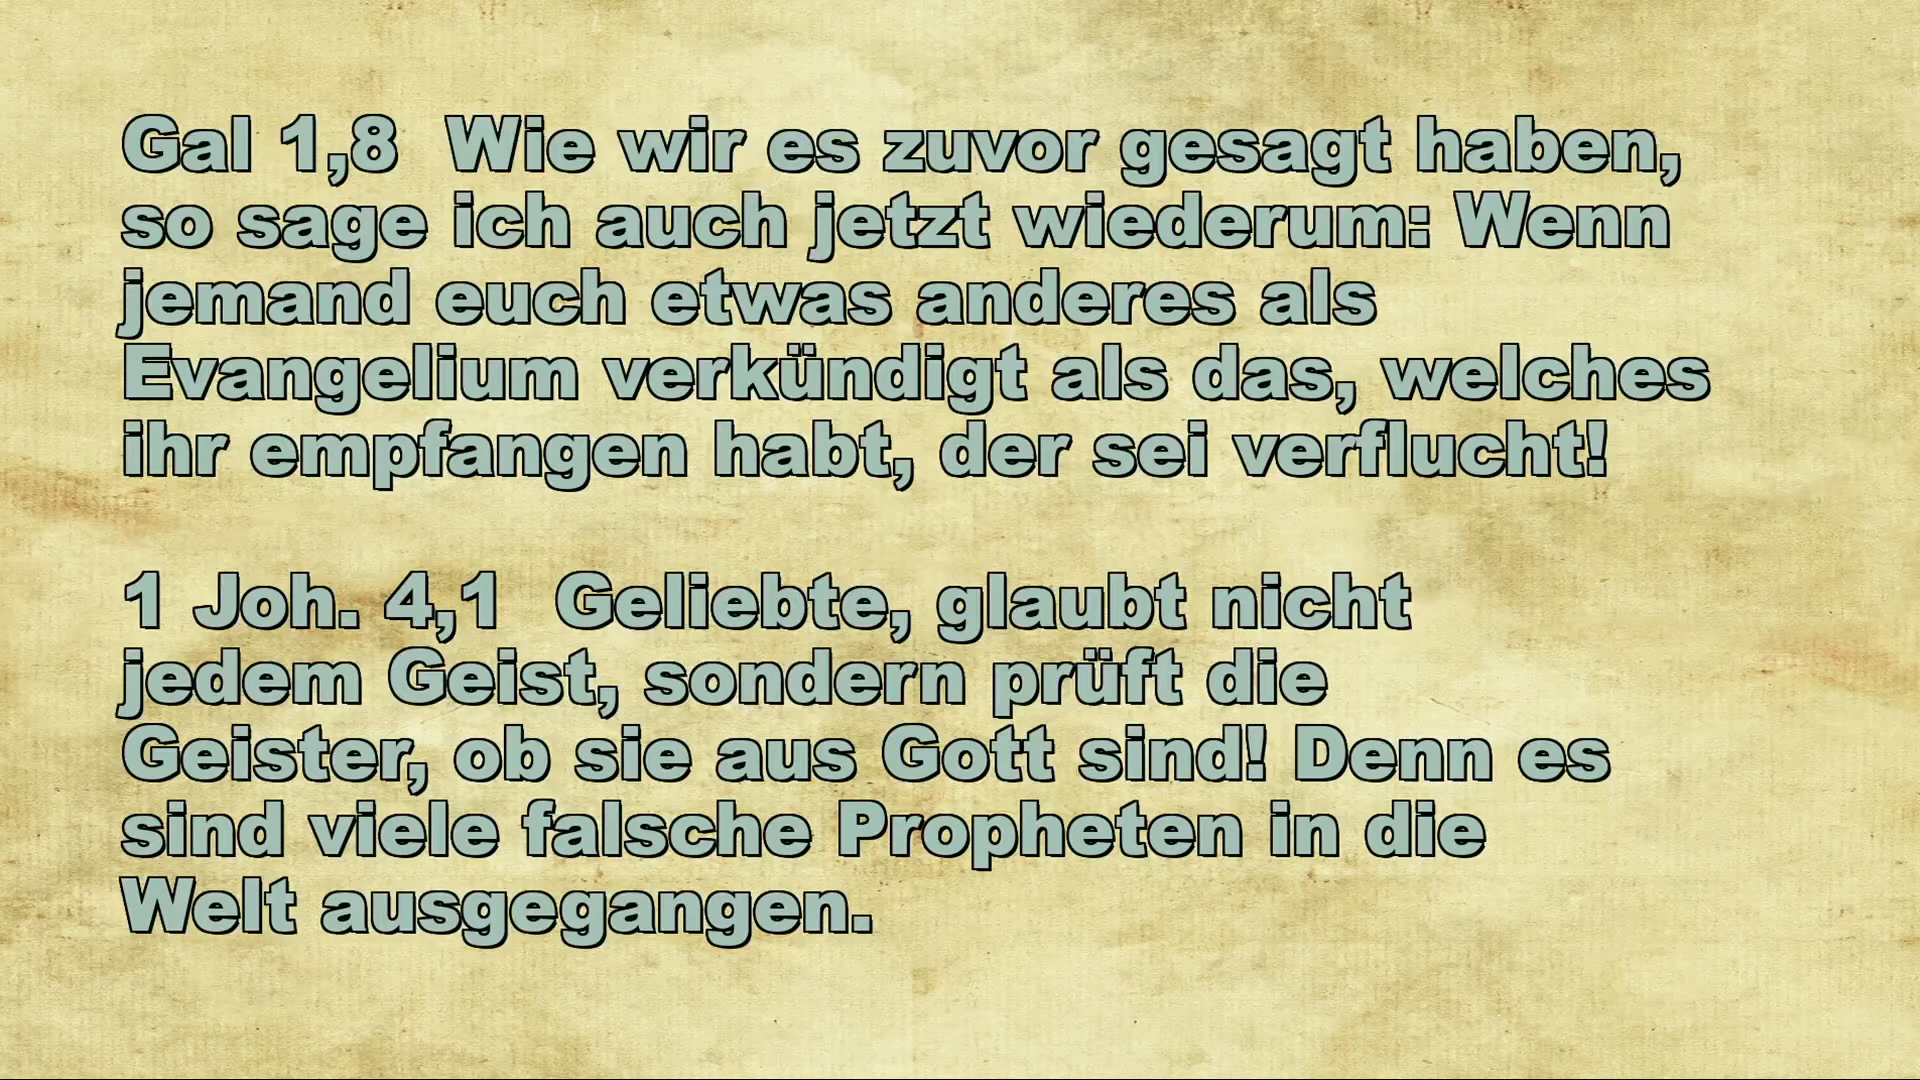 Gal 1,8  Wie wir es zuvor gesagt haben,
so sage ich auch jetzt wiederum: Wenn
jemand euch etwas anderes als
Evangelium verkündigt als das, welches
ihr empfangen habt, der sei verflucht!
1 Joh. 4,1  Geliebte, glaubt nicht
jedem Geist, sondern prüft die
Geister, ob sie aus Gott sind! Denn es
sind viele falsche Propheten in die
Welt ausgegangen.